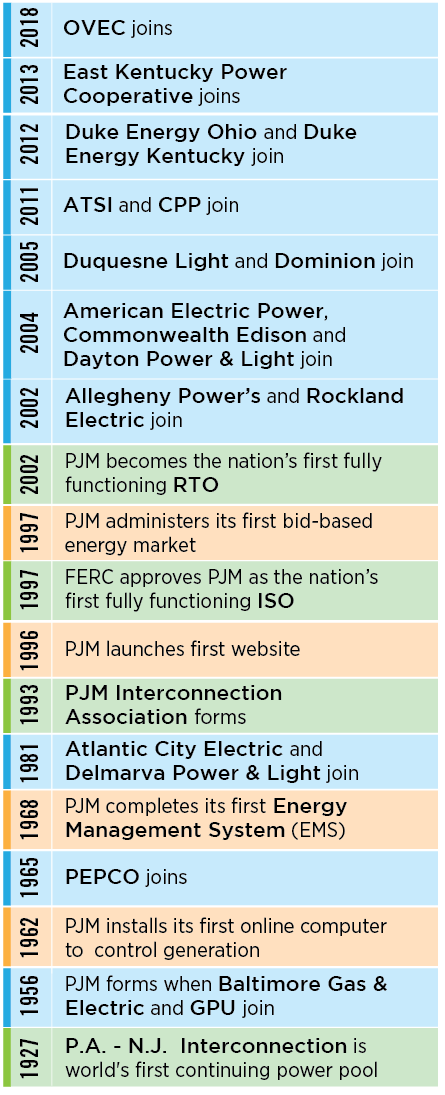 2018
OVEC joins
2013
East Kentucky Power
Cooperative joins
2012
Duke Energy Ohio and Duke
Energy Kentucky join
2011
ATSI and CPP join
2005
Duquesne Light and Dominion join
2004
American Electric Power,
Commonwealth Edison and
Dayton Power & Light join
2002
Allegheny Power’s and Rockland
Electric join
2002
PJM becomes the nation’s first fully
functioning RTO
1997
PJM administers its first bid-based
energy market
1997
FERC approves PJM as the nation’s
first fully functioning ISO
1996
PJM launches first website
1993
PJM Interconnection
Association forms
1981
Atlantic City Electric and
Delmarva Power & Light join
1968
PJM completes its first Energy
Management System (EMS)
1965
PEPCO joins
1962
PJM installs its first online computer
to control generation
1956
PJM forms when Baltimore Gas &
Electric and GPU join
1927
P.A. - N.J. Interconnection is
world's first continuing power pool